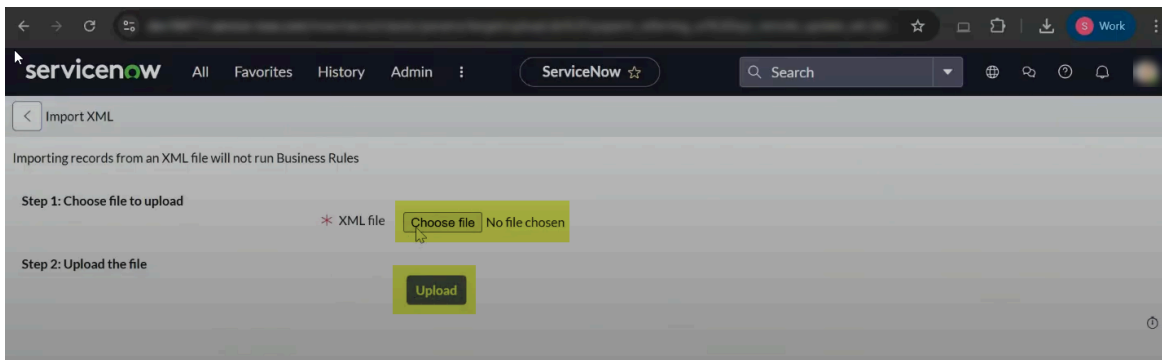 S Work
servicenow All Favorites History Admin ServiceNow Search
Import XML
Importing records from an XML file will not run Business Rules
Step 1: Choose file to upload
XML file Choose file No file chosen
Step 2: Upload the file
Upload